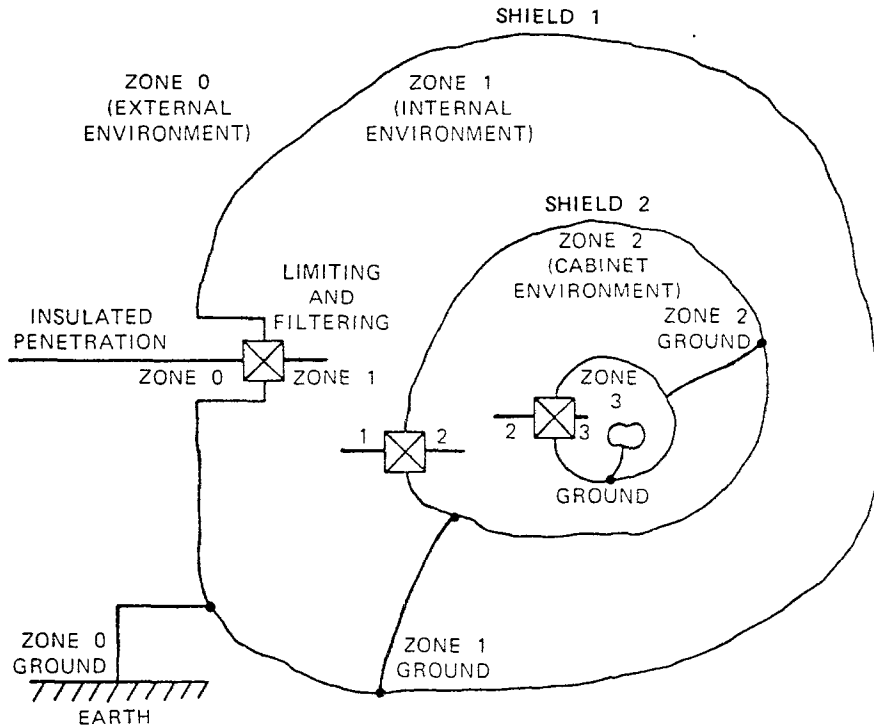 SHIELD 1
ZONE 0
(EXTERNAL
ENVIRONMENT)
ZONE 1
(INTERNAL
ENVIRONMENT)
SHIELD 2
ZONE 2
(CABINET
ENVIRONMENT)
LIMITING
AND
FILTERING
INSULATED
PENETRATION
ZONE 0
ZONE 1
ZONE 2
GROUND
ZONE
3
1
2
2
3
GROUND
ZONE 0
GROUND
ZONE 1
GROUND
EARTH